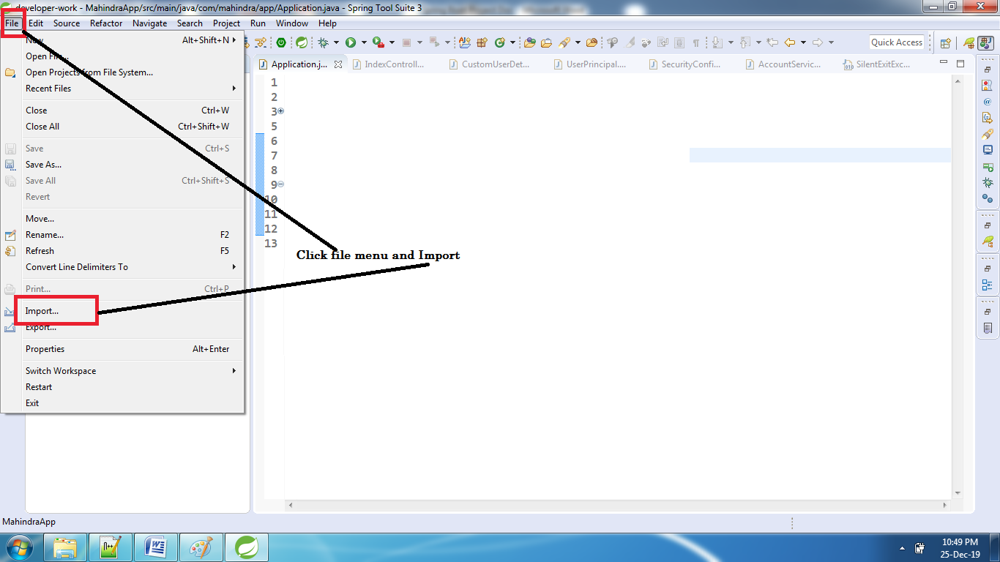 developer-work - MahindraApp/src/main/java/com/mahindra/app/Application.java - Spring Tool Suite 3
File Edit Source Refactor Navigate Search Project Run Window Help
New Alt+Shift+N
Open File...
Open Projects from File System...
Recent Files
Close Ctrl+W
Close All Ctrl+Shift+W
Save Ctrl+S
Save As...
Save All Ctrl+Shift+S
Revert
Move...
Rename... F2
Refresh F5
Convert Line Delimiters To
Print... Ctrl+P
Import...
Export...
Properties Alt+Enter
Switch Workspace
Restart
Exit
Quick Access
Application.j... IndexControll... CustomUserDet... UserPrincipal.... SecurityConfi... AccountServic... SilentExitExc...
1
2
3
5
6
7
8
9
10
11
12
13
Click file menu and Import
MahindraApp
10:49 PM
25-Dec-19